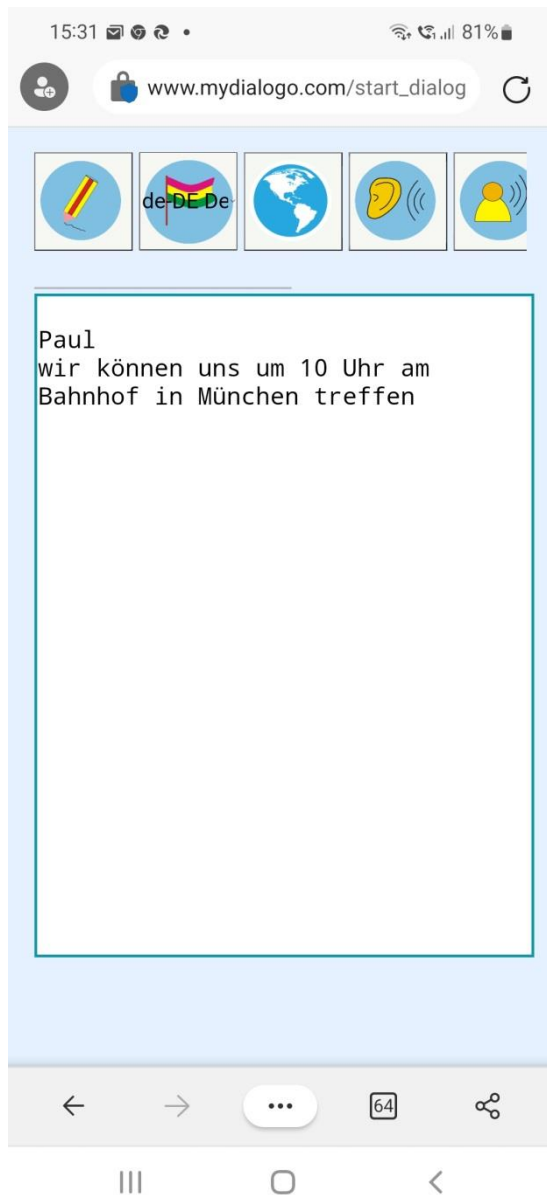 15:31
81%
www.mydialogo.com/start_dialog
de-DE De
Paul
wir können uns um 10 Uhr am
Bahnhof in München treffen
64